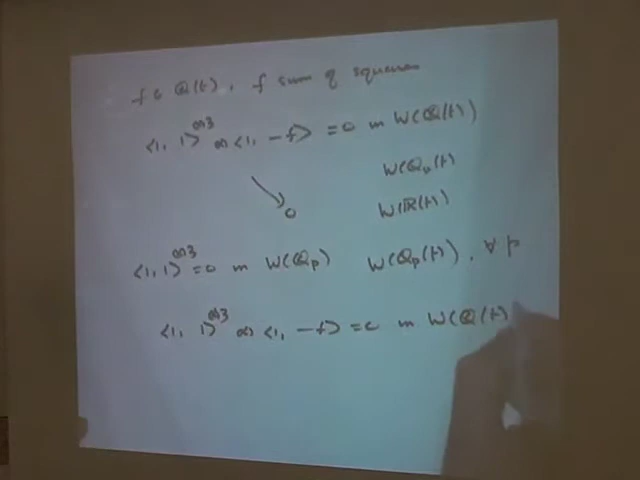 f ∈ Q(t), f sum of squares
<1, 1>^⊗3 ⊗ <1, -f> = 0 in W(Q(t))
W(Q_p(t))
W(R(t))
0
<1, 1>^⊗3 = 0 in W(Q_p) W(Q_p(t)), ∀ p
<1, 1>^⊗3 ⊗ <1, -f> = 0 in W(Q(t)